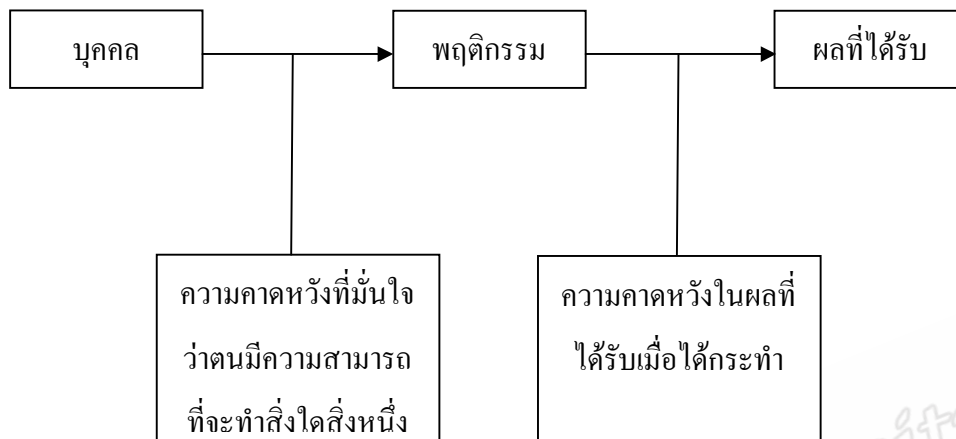 บุคคล
พฤติกรรม
ผลที่ได้รับ
ความคาดหวังที่มั่นใจ
ว่าตนมีความสามารถ
ที่จะทำสิ่งใดสิ่งหนึ่ง
ความคาดหวังในผลที่
ได้รับเมื่อได้กระทำ